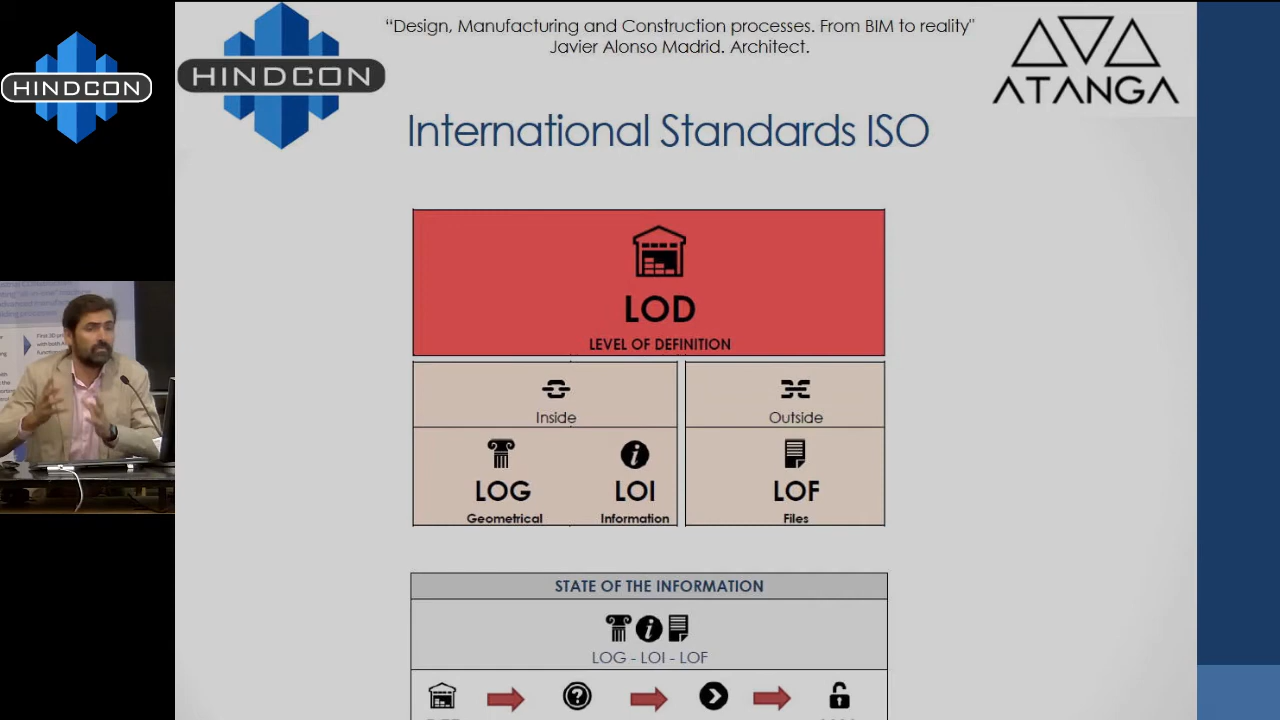 HINDCON
HINDCON
“Design, Manufacturing and Construction processes. From BIM to reality"
Javier Alonso Madrid. Architect.
ATANGA
International Standards ISO
LOD
LEVEL OF DEFINITION
Inside
Outside
LOG
LOI
LOF
Geometrical
Information
Files
STATE OF THE INFORMATION
LOG - LOI - LOF